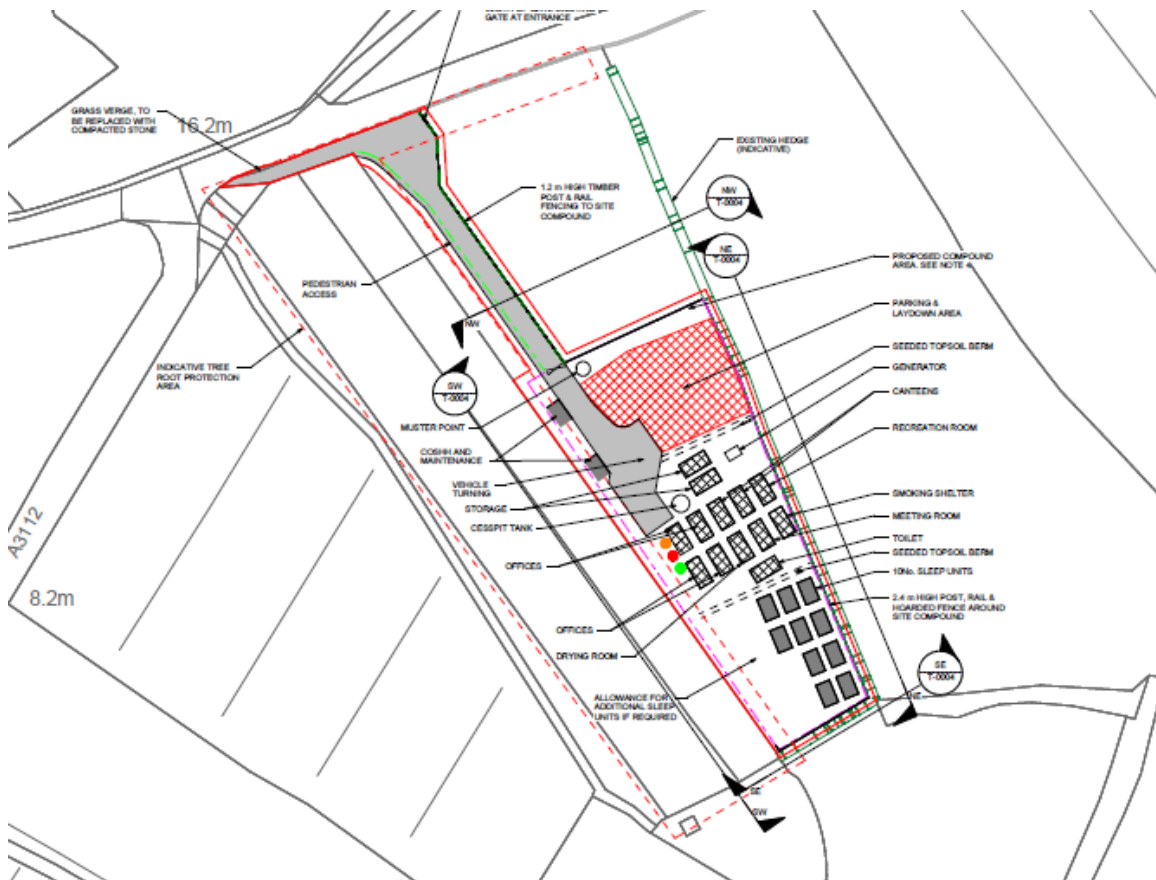 GATE AT ENTRANCE
GRASS VERGE, TO
BE REPLACED WITH
COMPACTED STONE
16.2m
EXISTING HEDGE
(INDICATIVE)
1.2 m HIGH TIMBER
POST & RAIL
FENCING TO SITE
COMPOUND
NW
T-0004
NE
T-0004
PROPOSED COMPOUND
AREA. SEE NOTE 4.
PEDESTRIAN
ACCESS
PARKING &
LAYDOWN AREA
NW
SEEDED TOPSOIL BERM
GENERATOR
INDICATIVE TREE
ROOT PROTECTION
AREA
SW
T-0004
CANTEENS
MUSTER POINT
RECREATION ROOM
COSHH AND
MAINTENANCE
VEHICLE
TURNING
STORAGE
SMOKING SHELTER
CESSPIT TANK
MEETING ROOM
A3112
TOILET
SEEDED TOPSOIL BERM
OFFICES
10No. SLEEP UNITS
8.2m
2.4 m HIGH POST, RAIL &
HOARDED FENCE AROUND
SITE COMPOUND
OFFICES
DRYING ROOM
SE
T-0004
ALLOWANCE FOR
ADDITIONAL SLEEP
UNITS IF REQUIRED
NE
SE
SW